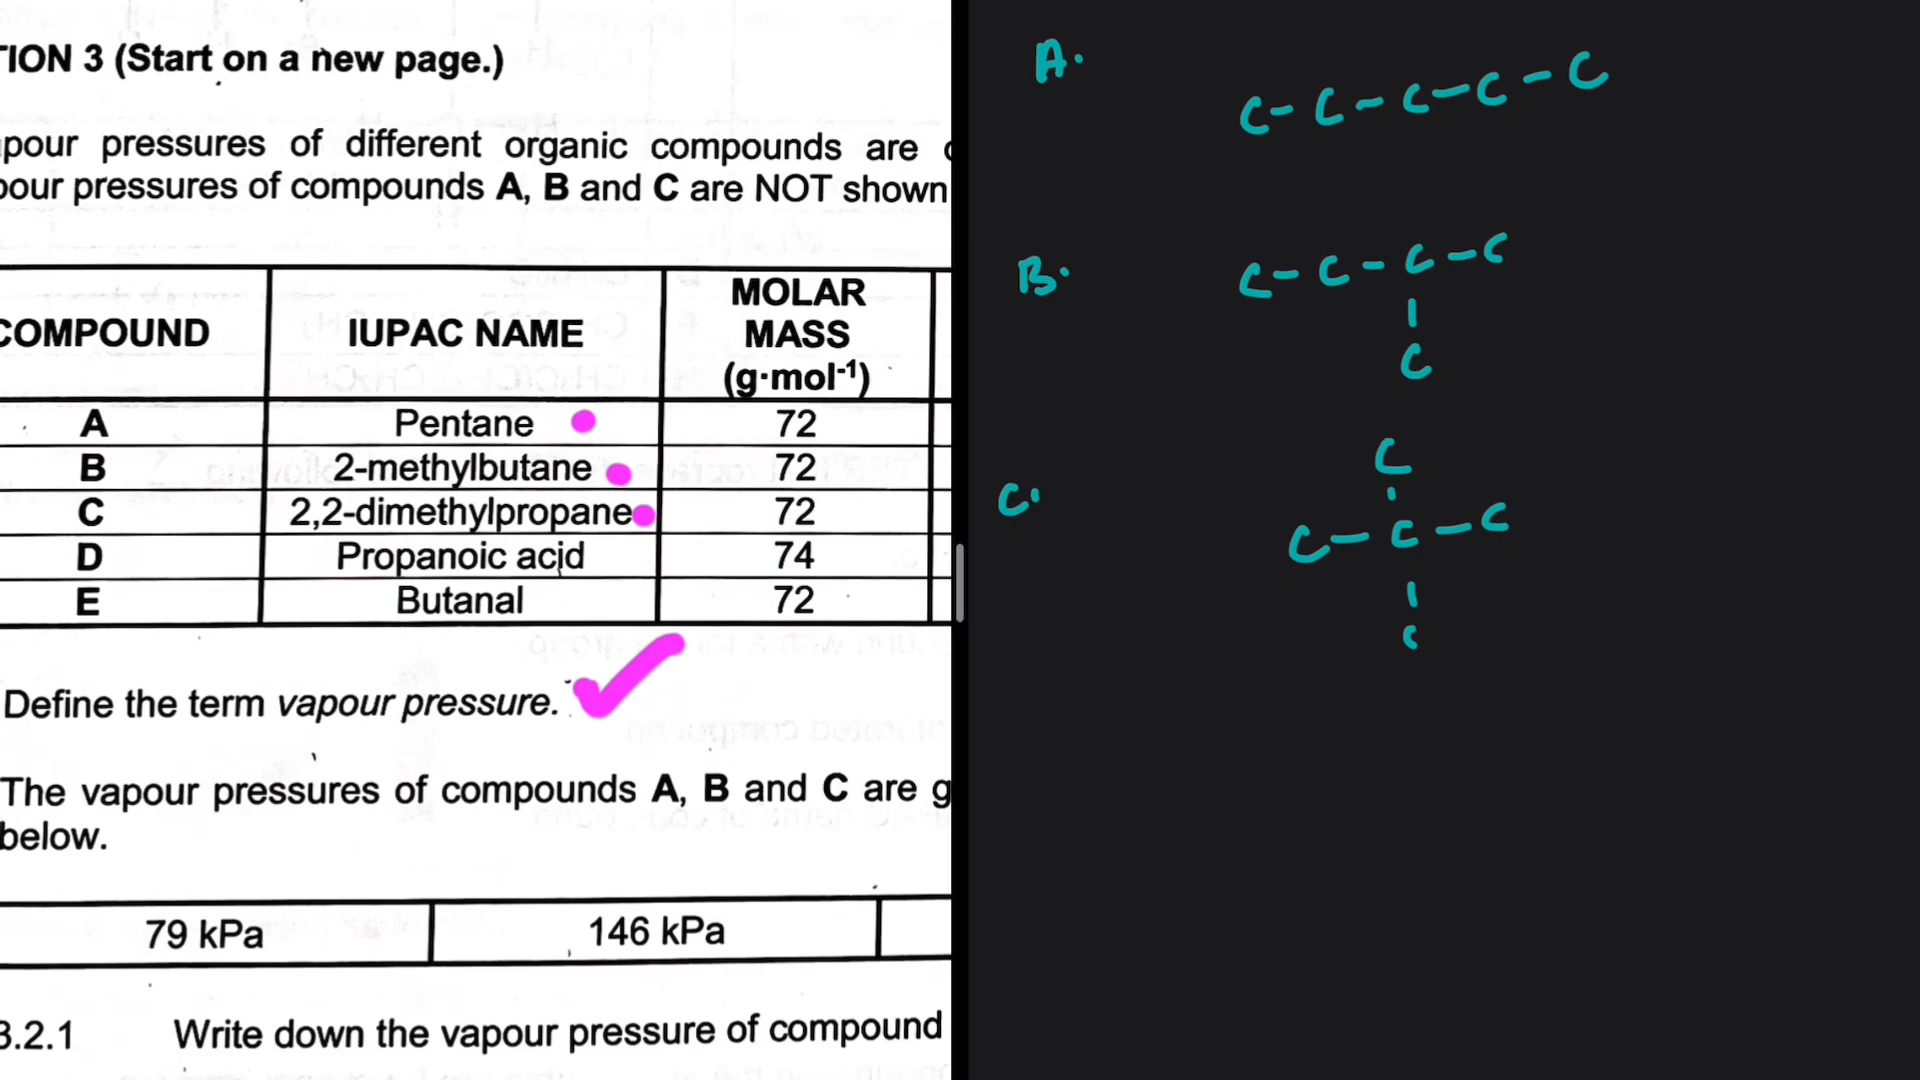 TION 3 (Start on a new page.)
pour pressures of different organic compounds are
pour pressures of compounds A, B and C are NOT shown
COMPOUND IUPAC NAME MOLAR MASS (g·mol-1)
A Pentane 72
B 2-methylbutane 72
C 2,2-dimethylpropane 72
D Propanoic acid 74
E Butanal 72
Define the term vapour pressure.
The vapour pressures of compounds A, B and C are g
below.
79 kPa 146 kPa
3.2.1 Write down the vapour pressure of compound
A.
C-C-C-C-C
B.
C-C-C-C
C
C
C.
C-C-C
C